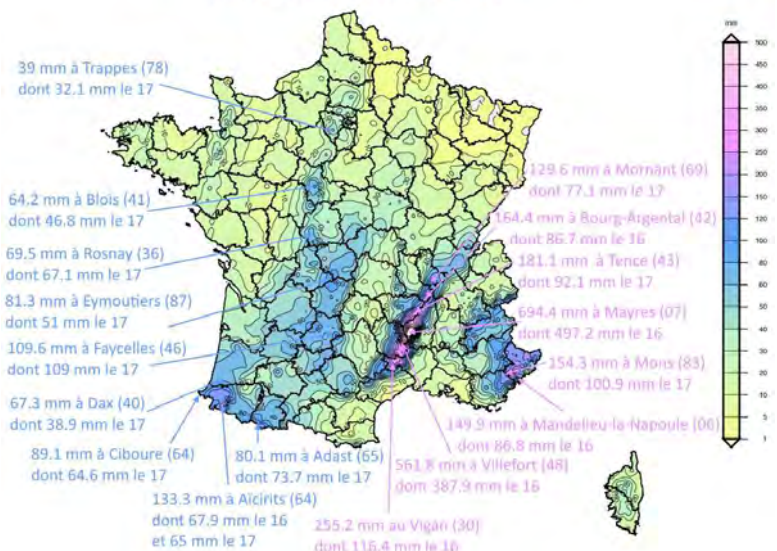 39 mm à Trappes (78)
dont 32.1 mm le 17
64.2 mm à Blois (41)
dont 46.8 mm le 17
69.5 mm à Rosnay (36)
dont 67.1 mm le 17
81.3 mm à Eymoutiers (87)
dont 51 mm le 17
109.6 mm à Faycelles (46)
dont 109 mm le 17
67.3 mm à Dax (40)
dont 38.9 mm le 17
89.1 mm à Ciboure (64)
dont 64.6 mm le 17
80.1 mm à Adast (65)
dont 73.7 mm le 17
133.3 mm à Aïcirits (64)
dont 67.9 mm le 16
et 65 mm le 17
129.6 mm à Mornant (69)
dont 77.1 mm le 17
164.4 mm à Bourg-Argental (42)
dont 86.7 mm le 16
181.1 mm à Tence (43)
dont 92.1 mm le 17
694.4 mm à Mayres (07)
dont 497.2 mm le 16
154.3 mm à Mons (83)
dont 100.9 mm le 17
149.9 mm à Mandelieu-la-Napoule (06)
dont 86.8 mm le 16
561.8 mm à Villefort (48)
dont 387.9 mm le 16
255.2 mm au Vigan (30)
dont 116.4 mm le 16
mm
500
450
400
350
300
250
200
150
100
50
40
30
20
10
5
1